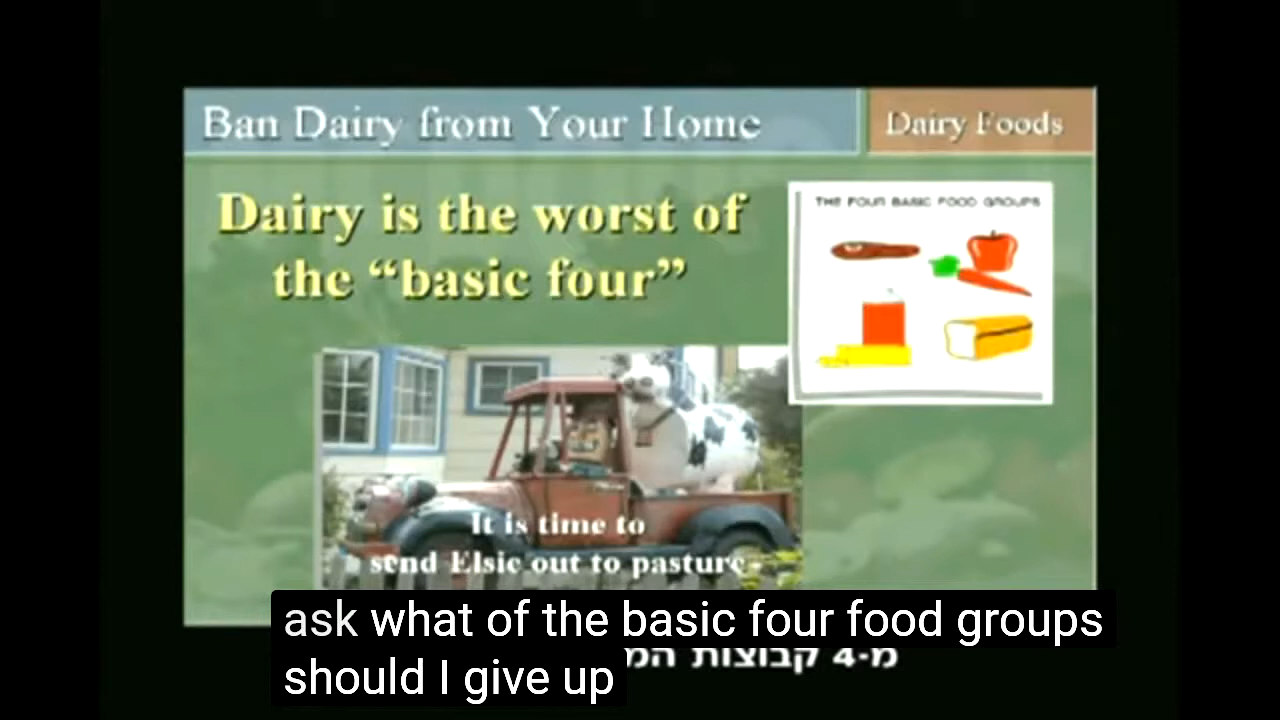 Ban Dairy from Your Home
Dairy Foods
Dairy is the worst of
the “basic four”
THE FOUR BASIC FOOD GROUPS
It is time to
send Elsie out to pasture
ask what of the basic four food groups
should I give up
מ-4 קבוצות